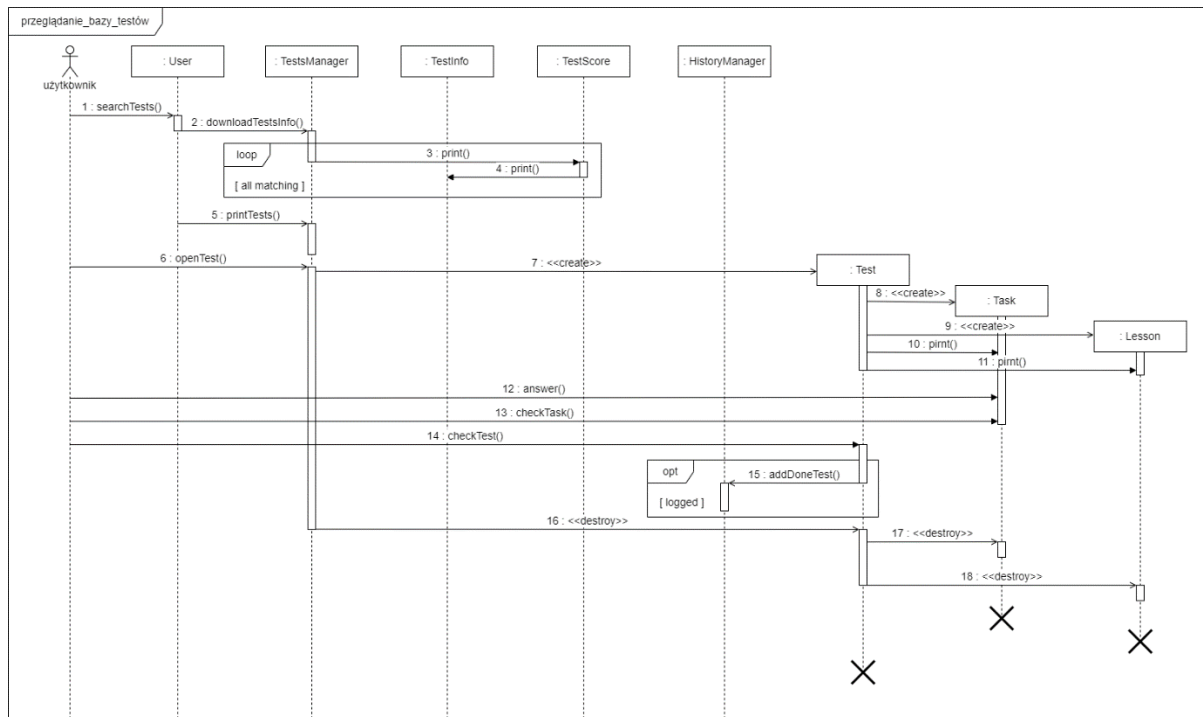 przeglądanie_bazy_testów
użytkownik
: User
: TestsManager
: TestInfo
: TestScore
: HistoryManager
1 : searchTests()
2 : downloadTestsInfo()
loop
3 : print()
4 : print()
[ all matching ]
5 : printTests()
6 : openTest()
7 : <<create>>
: Test
8 : <<create>>
: Task
9 : <<create>>
: Lesson
10 : pirnt()
11 : pirnt()
12 : answer()
13 : checkTask()
14 : checkTest()
opt
15 : addDoneTest()
[ logged ]
16 : <<destroy>>
17 : <<destroy>>
18 : <<destroy>>